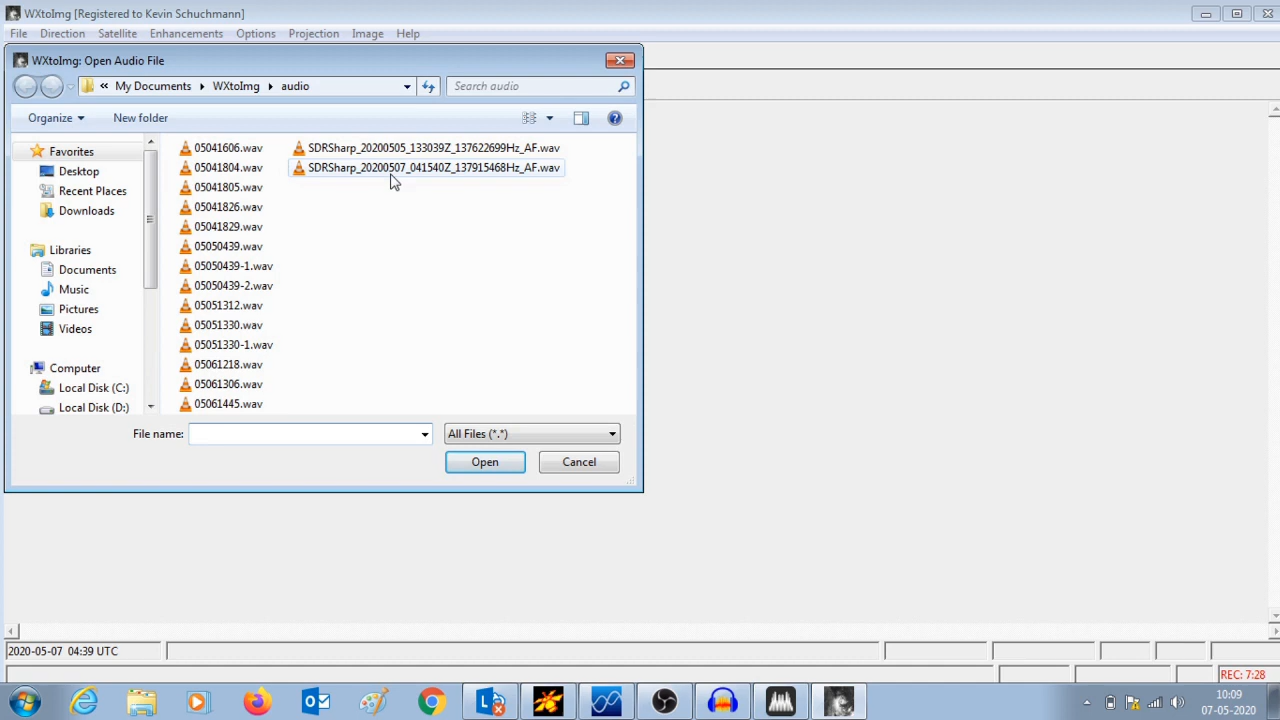 WXtoImg [Registered to Kevin Schuchmann]
File Direction Satellite Enhancements Options Projection Image Help
WXtoImg: Open Audio File
« My Documents WXtoImg audio Search audio
Organize New folder
Favorites
Desktop
Recent Places
Downloads
Libraries
Documents
Music
Pictures
Videos
Computer
Local Disk (C:)
Local Disk (D:)
05041606.wav
05041804.wav
05041805.wav
05041826.wav
05041829.wav
05050439.wav
05050439-1.wav
05050439-2.wav
05051312.wav
05051330.wav
05051330-1.wav
05061218.wav
05061306.wav
05061445.wav
SDRSharp_20200505_133039Z_137622699Hz_AF.wav
SDRSharp_20200507_041540Z_137915468Hz_AF.wav
File name: All Files (*.*)
Open Cancel
2020-05-07 04:39 UTC
REC: 7:28
10:09
07-05-2020